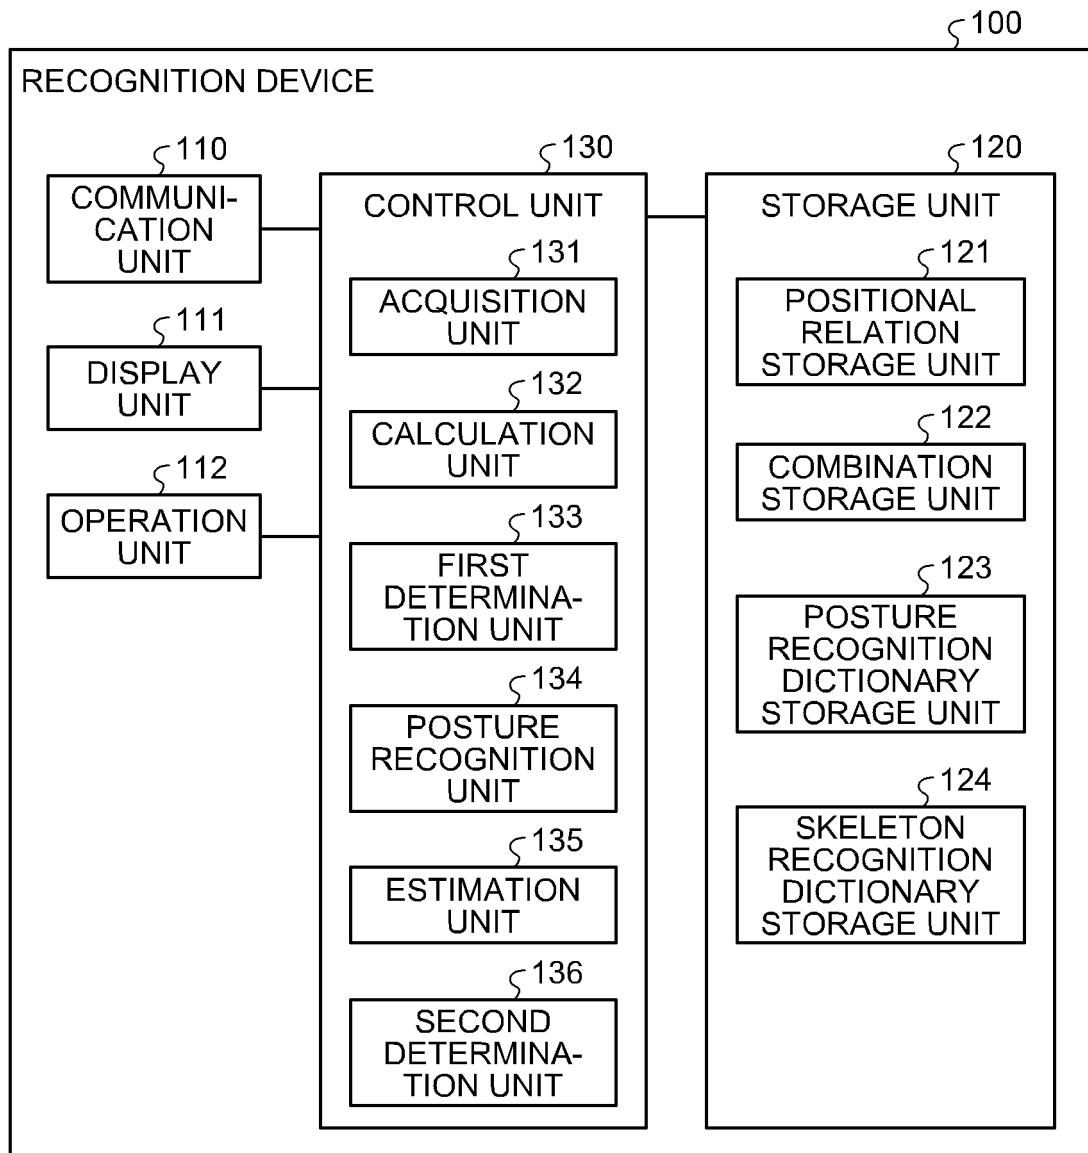 100
RECOGNITION DEVICE
110
COMMUNI-
CATION
UNIT
111
DISPLAY
UNIT
112
OPERATION
UNIT
130
CONTROL UNIT
131
ACQUISITION
UNIT
132
CALCULATION
UNIT
133
FIRST
DETERMINA-
TION UNIT
134
POSTURE
RECOGNITION
UNIT
135
ESTIMATION
UNIT
136
SECOND
DETERMINA-
TION UNIT
120
STORAGE UNIT
121
POSITIONAL
RELATION
STORAGE UNIT
122
COMBINATION
STORAGE UNIT
123
POSTURE
RECOGNITION
DICTIONARY
STORAGE UNIT
124
SKELETON
RECOGNITION
DICTIONARY
STORAGE UNIT